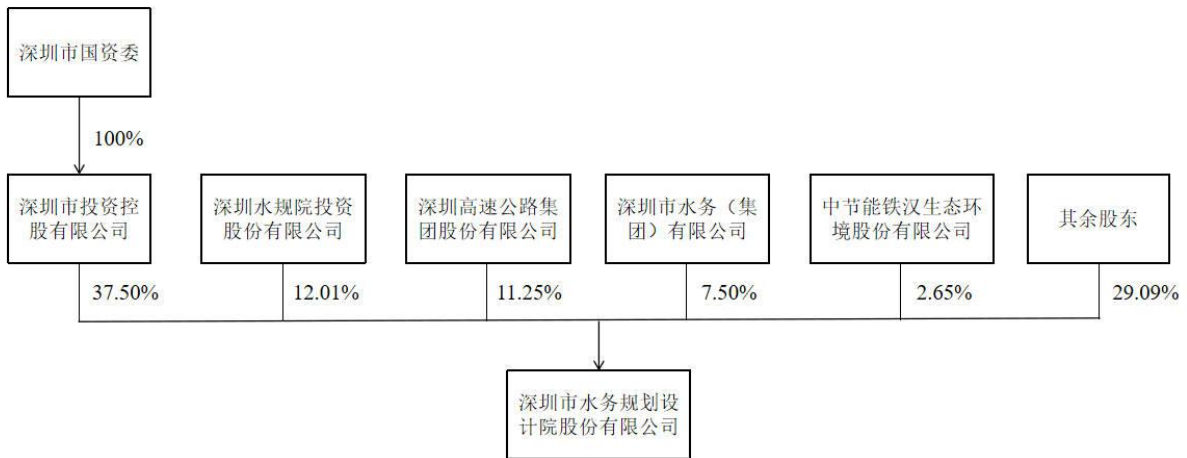 深圳市国资委
100%
深圳市投资控
股有限公司
深圳水规院投资
股份有限公司
深圳高速公路集
团股份有限公司
深圳市水务（集
团）有限公司
中节能铁汉生态环
境股份有限公司
其余股东
37.50%
12.01%
11.25%
7.50%
2.65%
29.09%
深圳市水务规划设
计院股份有限公司